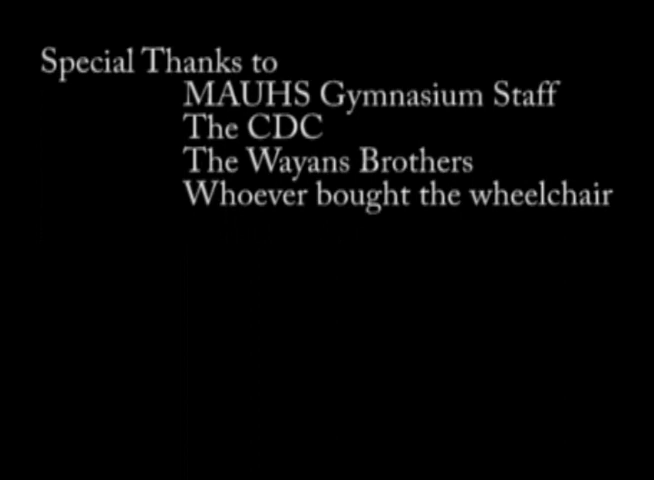 Special Thanks to
MAUHS Gymnasium Staff
The CDC
The Wayans Brothers
Whoever bought the wheelchair